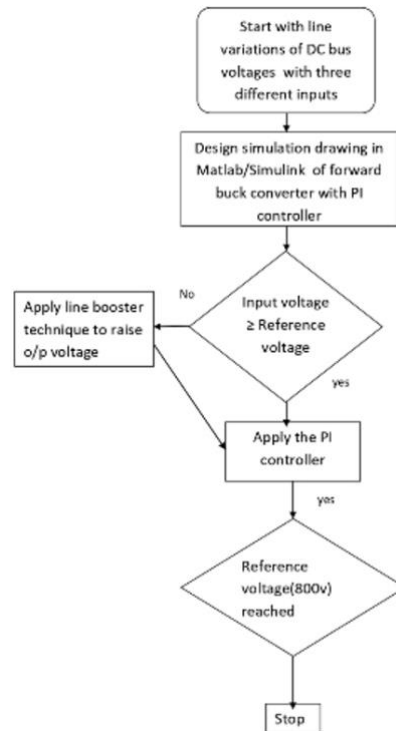 Start with line
variations of DC bus
voltages with three
different inputs
Design simulation drawing in
Matlab/Simulink of forward
buck converter with PI
controller
No
Input voltage
≥ Reference
voltage
Apply line booster
technique to raise
o/p voltage
yes
Apply the PI
controller
yes
Reference
voltage(800v)
reached
Stop